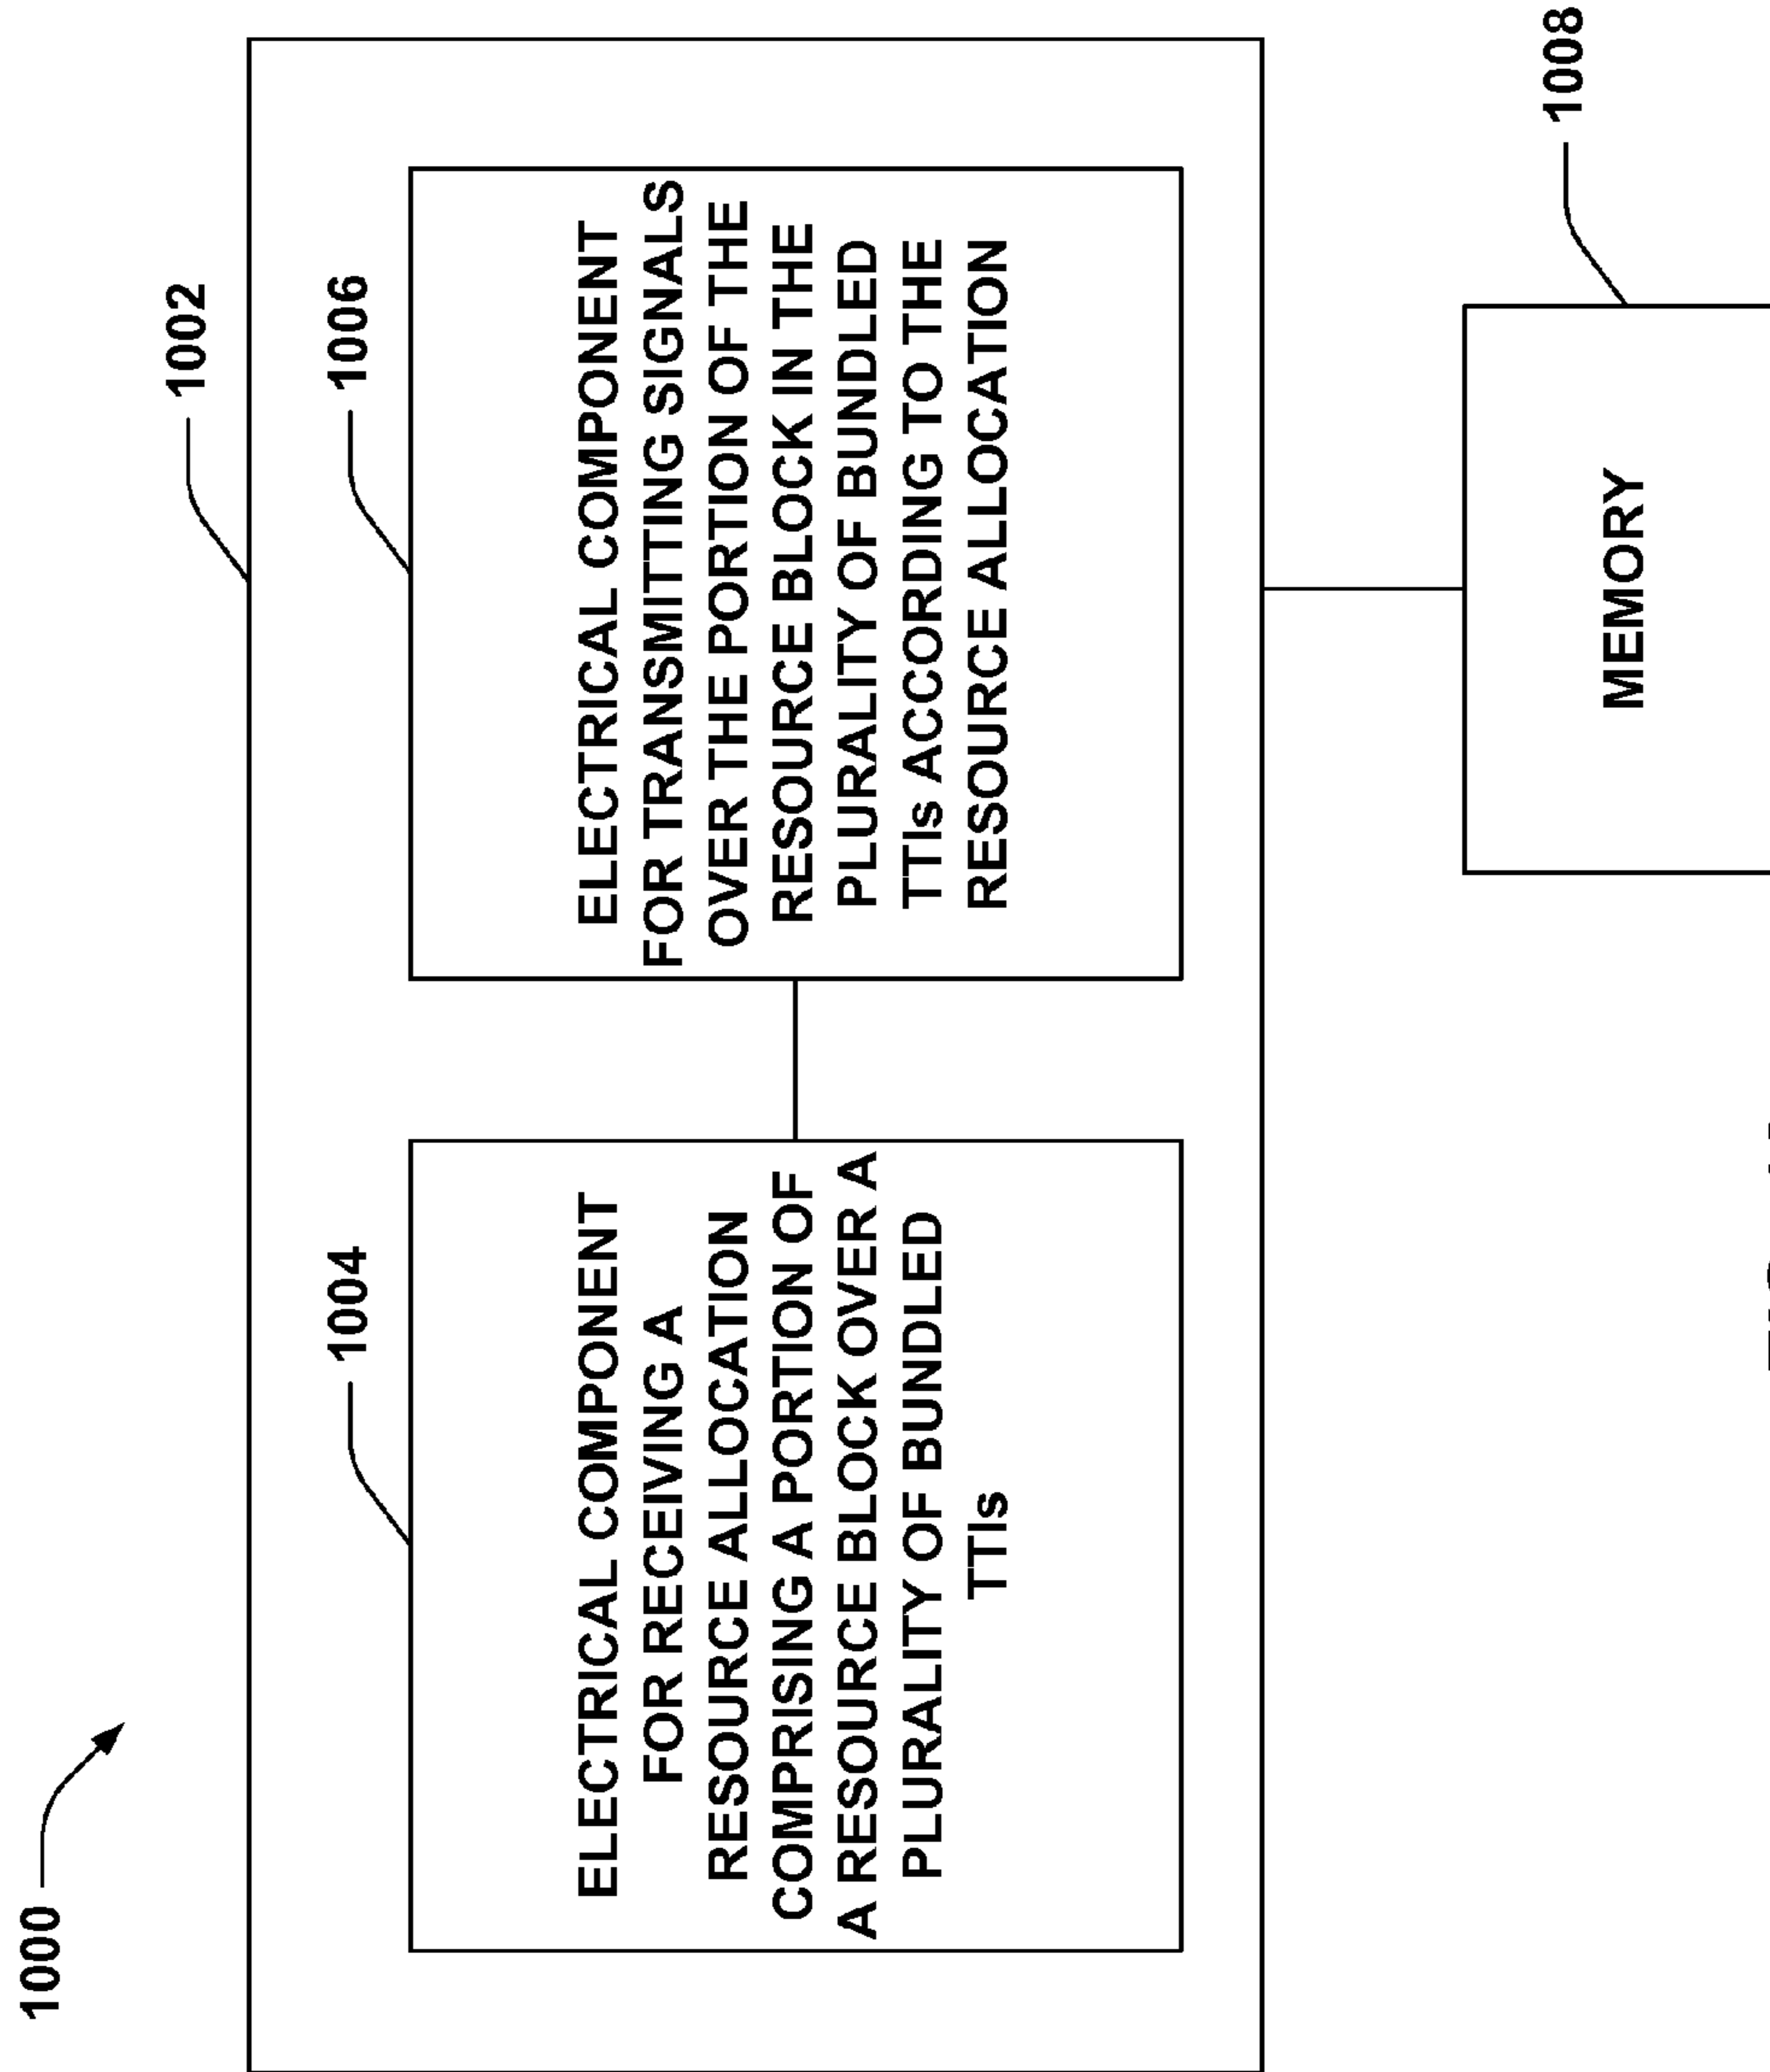 1000
1002
1004
ELECTRICAL COMPONENT
FOR RECEIVING A
RESOURCE ALLOCATION
COMPRISING A PORTION OF
A RESOURCE BLOCK OVER A
PLURALITY OF BUNDLED
TTIs
1006
ELECTRICAL COMPONENT
FOR TRANSMITTING SIGNALS
OVER THE PORTION OF THE
RESOURCE BLOCK IN THE
PLURALITY OF BUNDLED
TTIs ACCORDING TO THE
RESOURCE ALLOCATION
1008
MEMORY